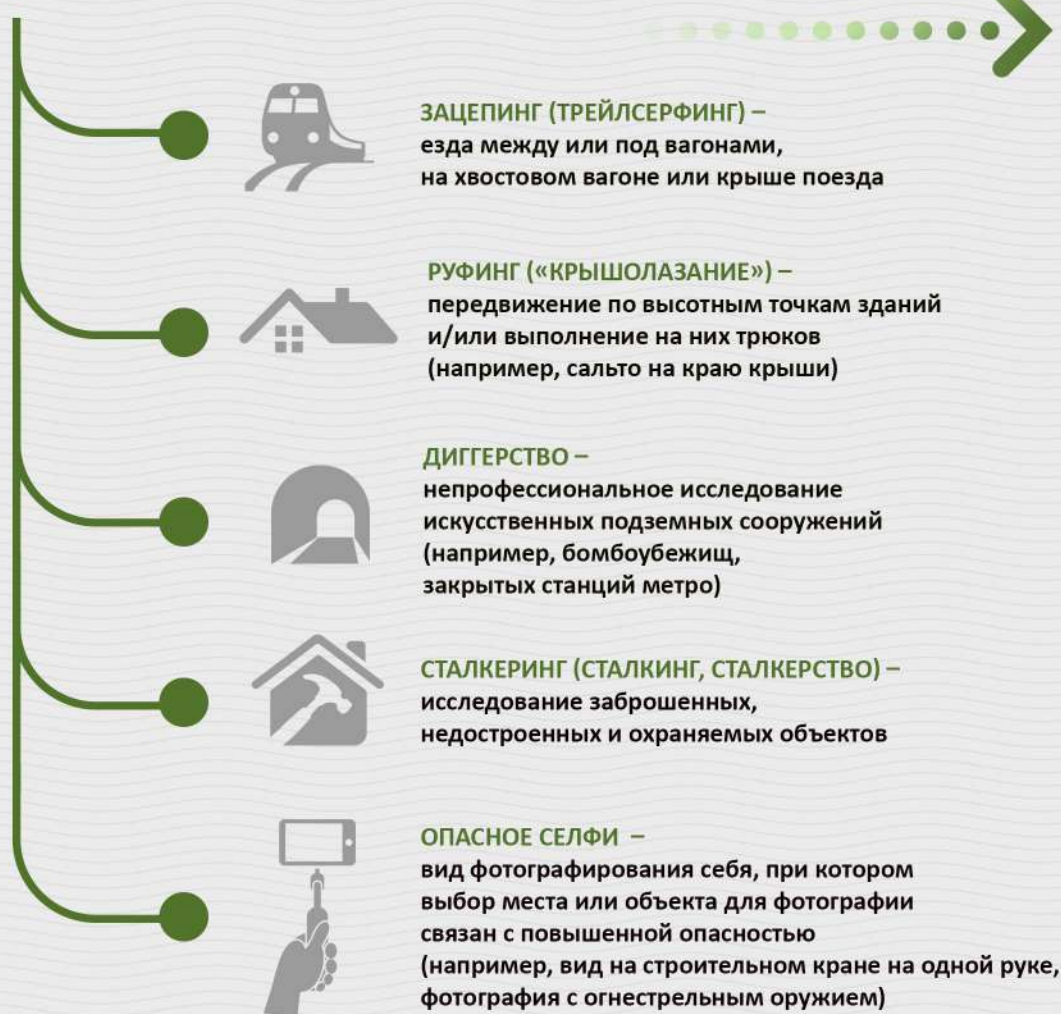 ЗАЦЕПИНГ (ТРЕЙЛСЕРФИНГ) –
езда между или под вагонами,
на хвостовом вагоне или крыше поезда
РУФИНГ («КРЫШОЛАЗАНИЕ») –
передвижение по высотным точкам зданий
и/или выполнение на них трюков
(например, сальто на краю крыши)
ДИГГЕРСТВО –
непрофессиональное исследование
искусственных подземных сооружений
(например, бомбоубежищ,
закрытых станций метро)
СТАЛКЕРИНГ (СТАЛКИНГ, СТАЛКЕРСТВО) –
исследование заброшенных,
недостроенных и охраняемых объектов
ОПАСНОЕ СЕЛФИ –
вид фотографирования себя, при котором
выбор места или объекта для фотографии
связан с повышенной опасностью
(например, вид на строительном кране на одной руке,
фотография с огнестрельным оружием)